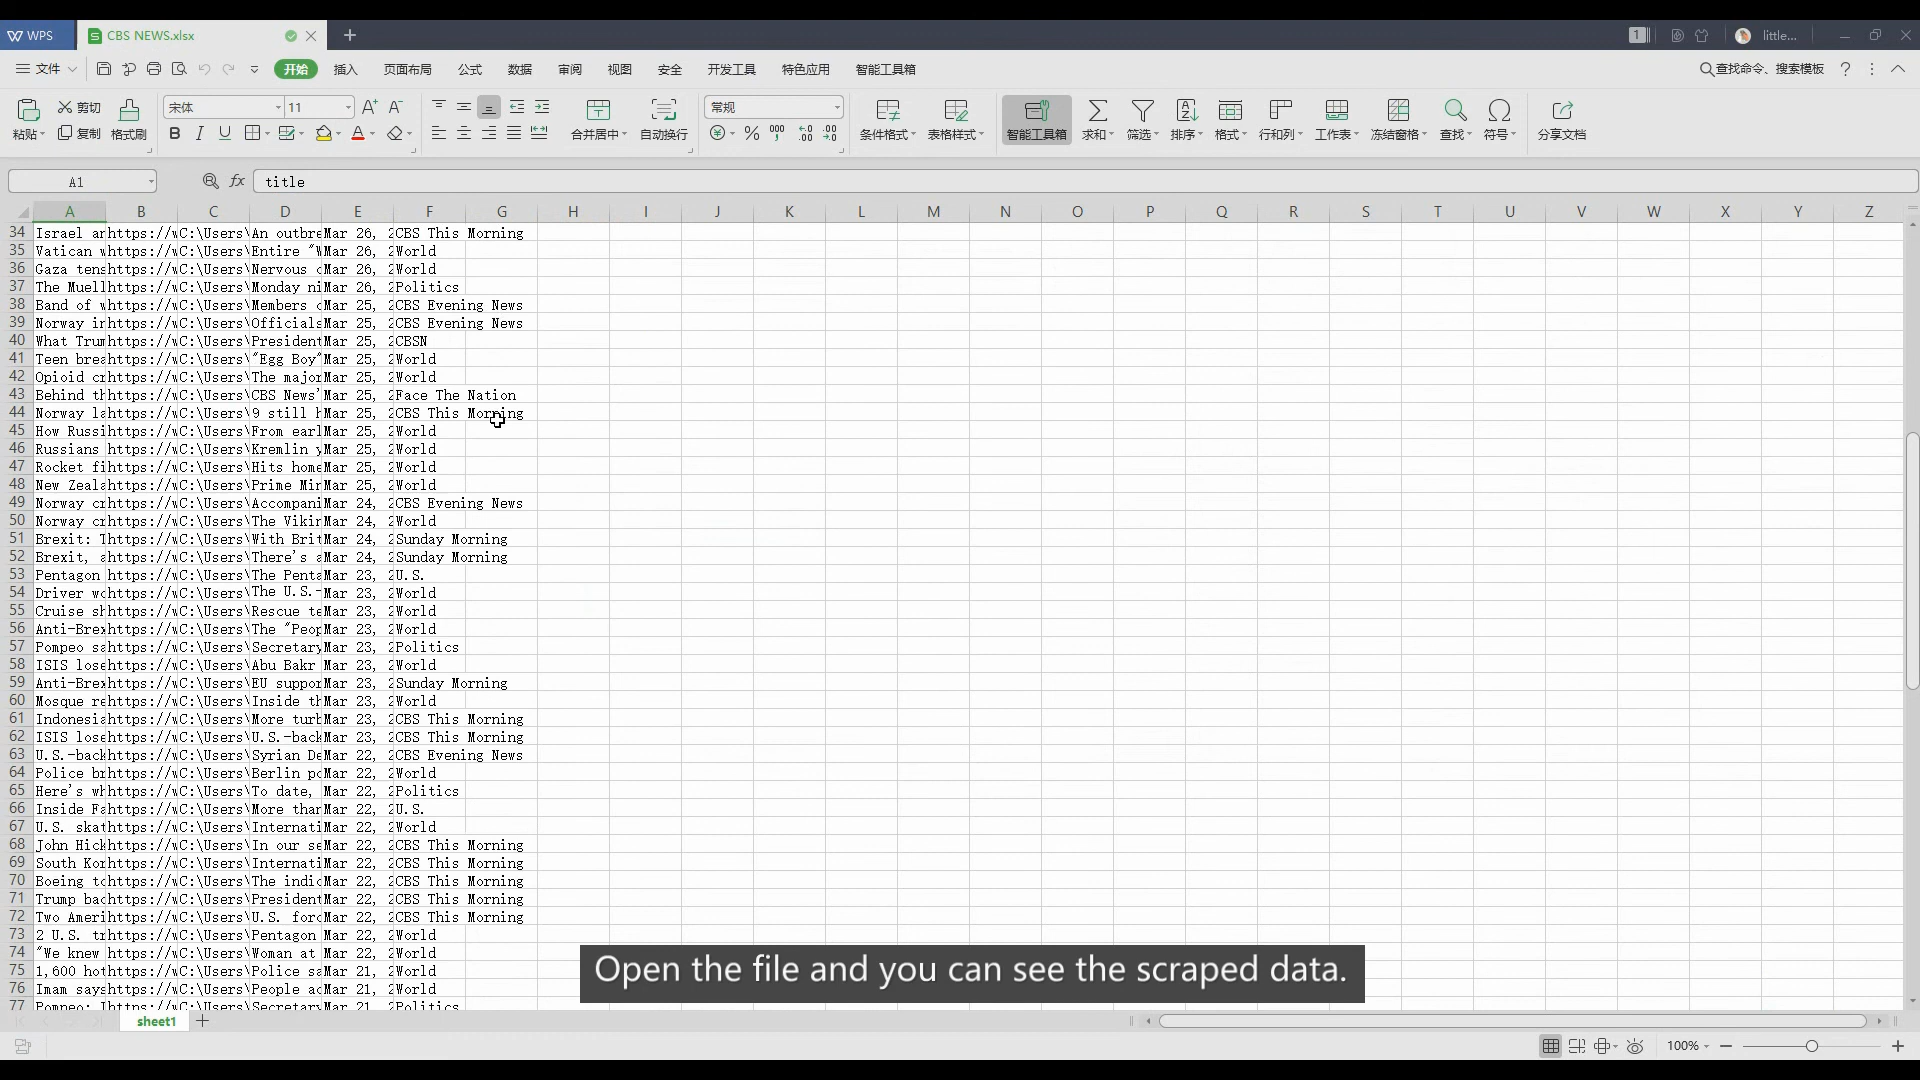 WPS CBS NEWS.xlsx 1 little...
文件 开始 插入 页面布局 公式 数据 审阅 视图 安全 开发工具 特色应用 智能工具箱 查找命令、搜索模板 ?
剪切 宋体 11 A+ A- 常规
粘贴 复制 格式刷 B I U 合并居中 自动换行 条件格式 表格样式 智能工具箱 求和 筛选 排序 格式 行和列 工作表 冻结窗格 查找 符号 分享文档
A1 fx title
A B C D E F G H I J K L M N O P Q R S T U V W X Y Z
34 Israel an https://w C:\Users\ An outbre Mar 26, 2 CBS This Morning
35 Vatican w https://w C:\Users\ Entire "W Mar 26, 2 World
36 Gaza tens https://w C:\Users\ Nervous c Mar 26, 2 World
37 The Muell https://w C:\Users\ Monday ni Mar 26, 2 Politics
38 Band of w https://w C:\Users\ Members o Mar 25, 2 CBS Evening News
39 Norway in https://w C:\Users\ Officials Mar 25, 2 CBS Evening News
40 What Trum https://w C:\Users\ President Mar 25, 2 CBSN
41 Teen brea https://w C:\Users\ "Egg Boy" Mar 25, 2 World
42 Opioid cr https://w C:\Users\ The major Mar 25, 2 World
43 Behind th https://w C:\Users\ CBS News' Mar 25, 2 Face The Nation
44 Norway la https://w C:\Users\ 9 still h Mar 25, 2 CBS This Morning
45 How Russi https://w C:\Users\ From earl Mar 25, 2 World
46 Russians https://w C:\Users\ Kremlin y Mar 25, 2 World
47 Rocket fi https://w C:\Users\ Hits home Mar 25, 2 World
48 New Zeala https://w C:\Users\ Prime Min Mar 25, 2 World
49 Norway cr https://w C:\Users\ Accompani Mar 24, 2 CBS Evening News
50 Norway cr https://w C:\Users\ The Vikin Mar 24, 2 World
51 Brexit: T https://w C:\Users\ With Brit Mar 24, 2 Sunday Morning
52 Brexit, a https://w C:\Users\ There's a Mar 24, 2 Sunday Morning
53 Pentagon https://w C:\Users\ The Penta Mar 23, 2 U.S.
54 Driver wo https://w C:\Users\ The U.S.- Mar 23, 2 World
55 Cruise sh https://w C:\Users\ Rescue te Mar 23, 2 World
56 Anti-Brex https://w C:\Users\ The "Peop Mar 23, 2 World
57 Pompeo sa https://w C:\Users\ Secretary Mar 23, 2 Politics
58 ISIS lose https://w C:\Users\ Abu Bakr Mar 23, 2 World
59 Anti-Brex https://w C:\Users\ EU suppor Mar 23, 2 Sunday Morning
60 Mosque re https://w C:\Users\ Inside th Mar 23, 2 World
61 Indonesia https://w C:\Users\ More turb Mar 23, 2 CBS This Morning
62 ISIS lose https://w C:\Users\ U.S.-back Mar 23, 2 CBS This Morning
63 U.S.-back https://w C:\Users\ Syrian De Mar 22, 2 CBS Evening News
64 Police br https://w C:\Users\ Berlin po Mar 22, 2 World
65 Here's wh https://w C:\Users\ To date, Mar 22, 2 Politics
66 Inside Fa https://w C:\Users\ More than Mar 22, 2 U.S.
67 U.S. skat https://w C:\Users\ Internati Mar 22, 2 World
68 John Hick https://w C:\Users\ In our se Mar 22, 2 CBS This Morning
69 South Kor https://w C:\Users\ Internati Mar 22, 2 CBS This Morning
70 Boeing to https://w C:\Users\ The indic Mar 22, 2 CBS This Morning
71 Trump bac https://w C:\Users\ President Mar 22, 2 CBS This Morning
72 Two Ameri https://w C:\Users\ U.S. forc Mar 22, 2 CBS This Morning
73 2 U.S. tr https://w C:\Users\ Pentagon Mar 22, 2 World
74 "We knew https://w C:\Users\ Woman at Mar 22, 2 World
75 1,600 hot https://w C:\Users\ Police sa Mar 21, 2 World
76 Imam says https://w C:\Users\ People ac Mar 21, 2 World
77 Pompeo: https://w C:\Users\ Secretary Mar 21, 2 Politics
Open the file and you can see the scraped data.
sheet1
100%